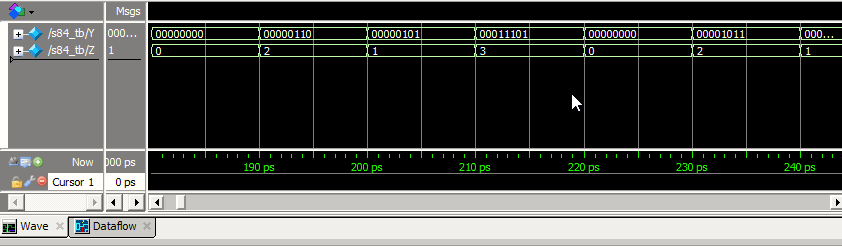 Msgs
/s84_tb/Y 000... 00000000 00000110 00000101 00011101 00000000 00001011 000...
/s84_tb/Z 1 0 2 1 3 0 2 1
Now 000 ps 190 ps 200 ps 210 ps 220 ps 230 ps 240 ps
Cursor 1 0 ps
Wave Dataflow